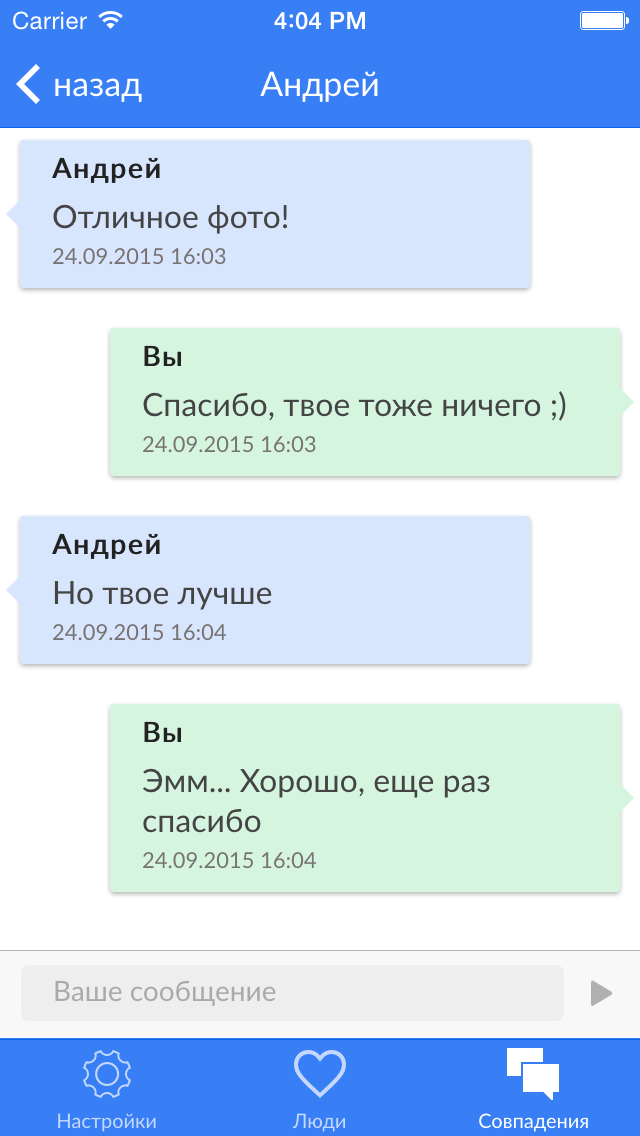 Carrier 4:04 PM
назад Андрей
Андрей
Отличное фото!
24.09.2015 16:03
Вы
Спасибо, твое тоже ничего ;)
24.09.2015 16:03
Андрей
Но твое лучше
24.09.2015 16:04
Вы
Эмм... Хорошо, еще раз
спасибо
24.09.2015 16:04
Ваше сообщение
Настройки Люди Совпадения